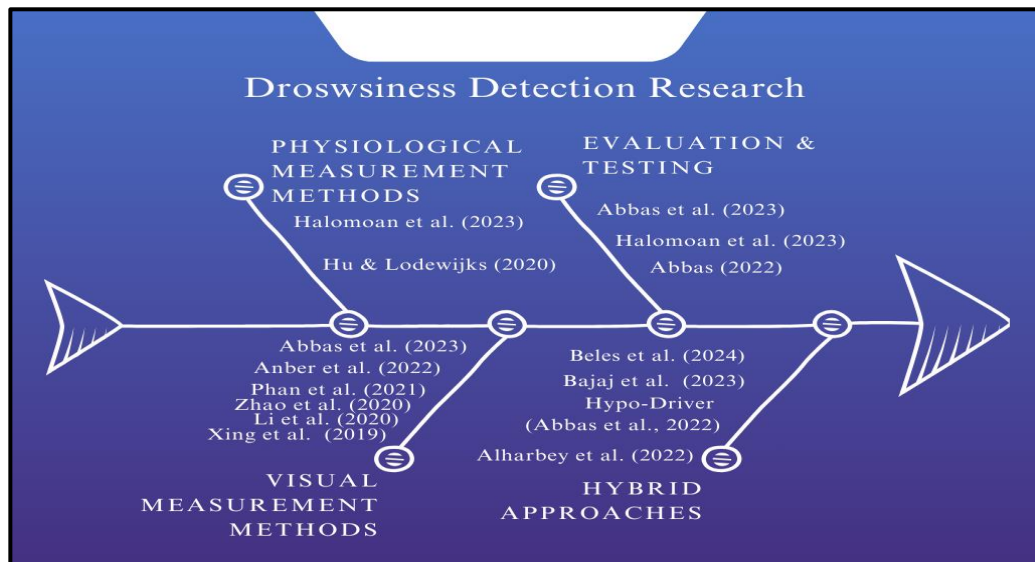 Droswsiness Detection Research
PHYSIOLOGICAL
MEASUREMENT
METHODS
Halomoan et al. (2023)
Hu & Lodewijks (2020)
EVALUATION &
TESTING
Abbas et al. (2023)
Halomoan et al. (2023)
Abbas (2022)
Abbas et al. (2023)
Anber et al. (2022)
Phan et al. (2021)
Zhao et al. (2020)
Li et al. (2020)
Xing et al. (2019)
VISUAL
MEASUREMENT
METHODS
Beles et al. (2024)
Bajaj et al. (2023)
Hypo-Driver
(Abbas et al., 2022)
Alharbey et al. (2022)
HYBRID
APPROACHES